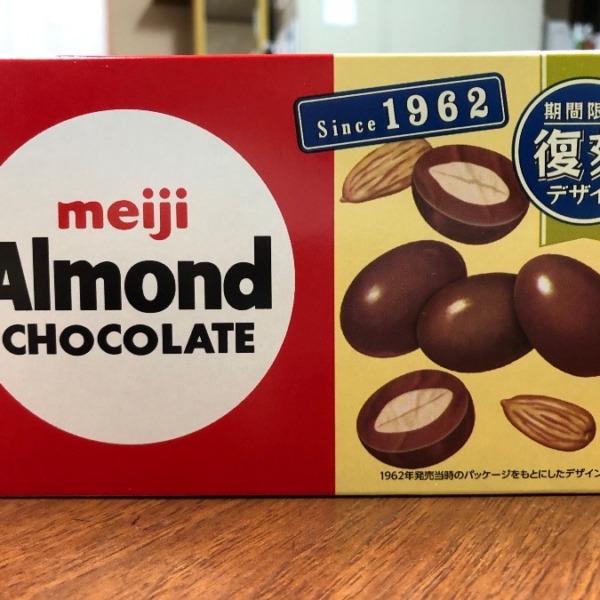 meiji
Almond
CHOCOLATE
Since 1962
期間限
復刻
デザイ
1962年発売当時のパッケージをもとにしたデザイン